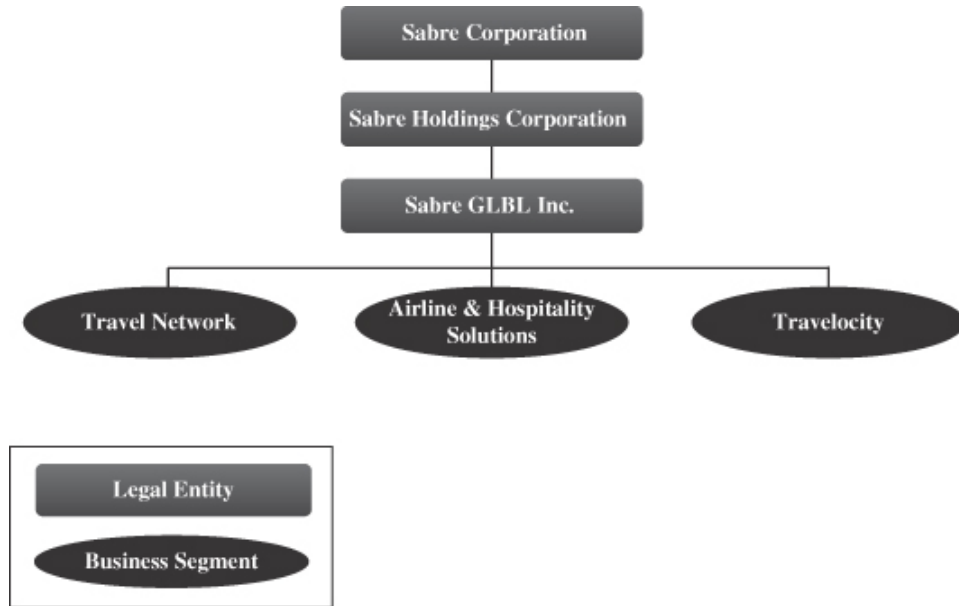 Sabre Corporation
Sabre Holdings Corporation
Sabre GLBL Inc.
Travel Network
Airline & Hospitality
Solutions
Travelocity
Legal Entity
Business Segment